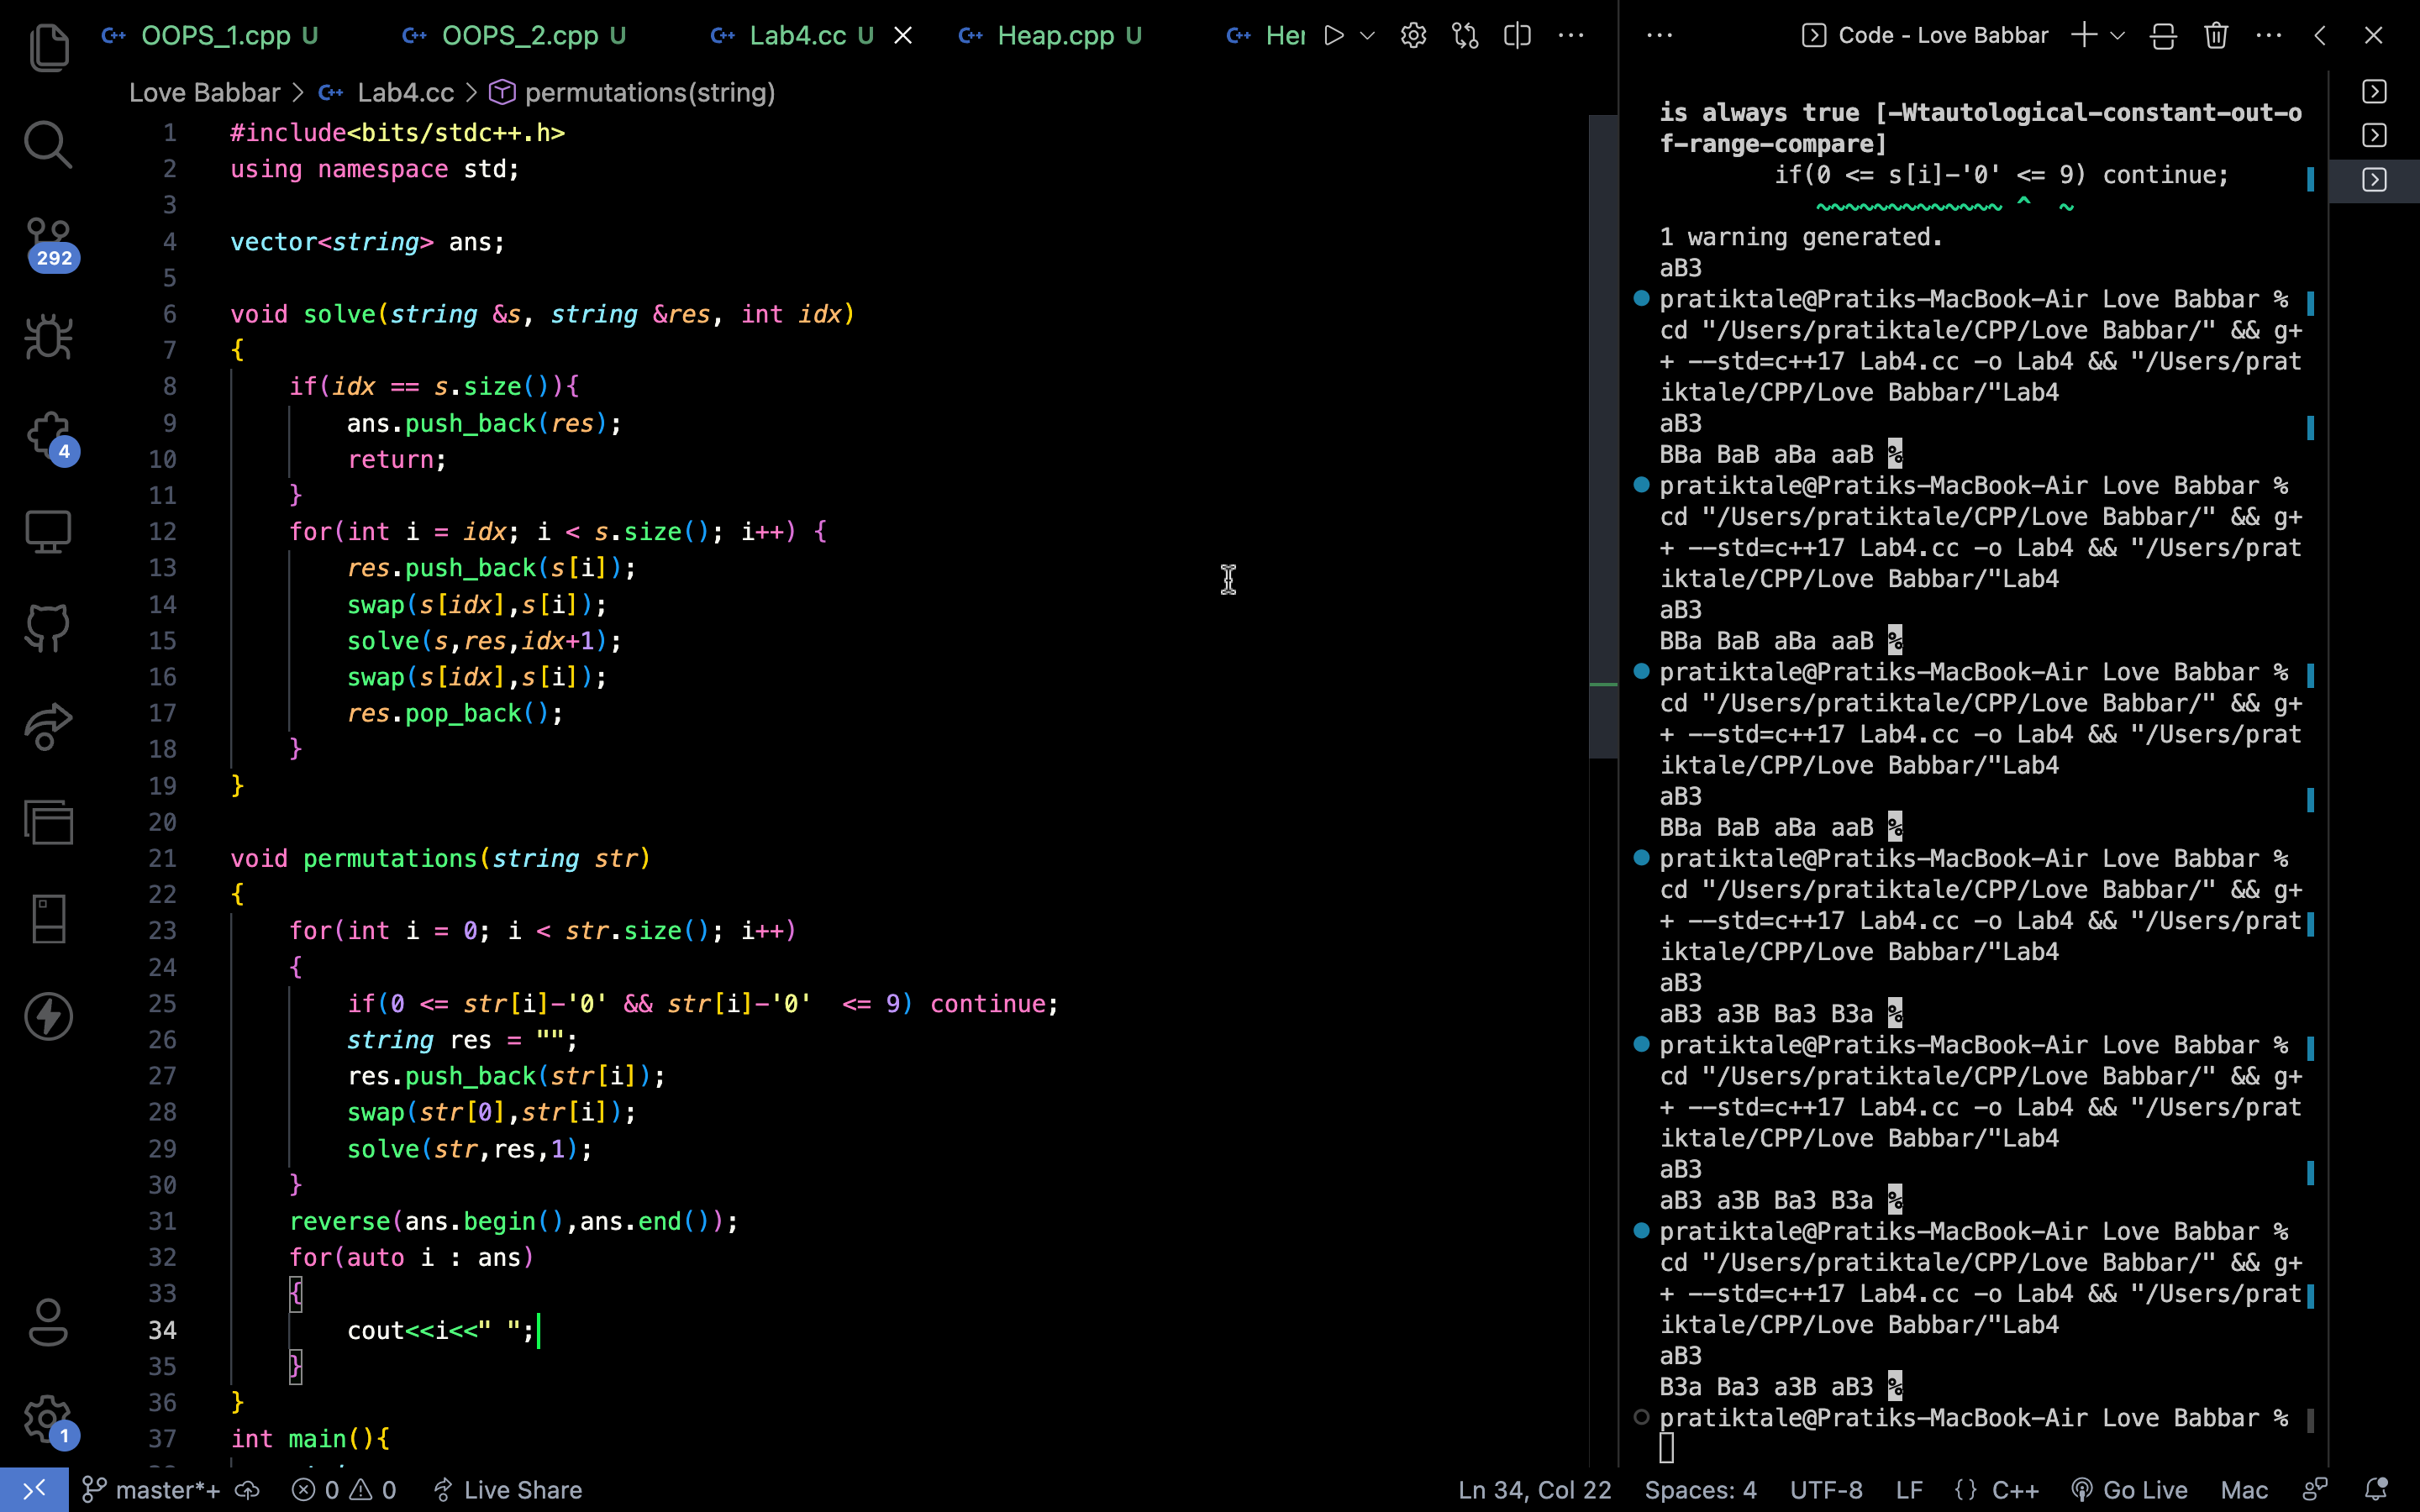 OOPS_1.cpp U OOPS_2.cpp U Lab4.cc U Heap.cpp U Her
Love Babbar > Lab4.cc > permutations(string)
1 #include<bits/stdc++.h>
2 using namespace std;
3
4 vector<string> ans;
5
6 void solve(string &s, string &res, int idx)
7 {
8     if(idx == s.size()){
9         ans.push_back(res);
10         return;
11     }
12     for(int i = idx; i < s.size(); i++) {
13         res.push_back(s[i]);
14         swap(s[idx],s[i]);
15         solve(s,res,idx+1);
16         swap(s[idx],s[i]);
17         res.pop_back();
18     }
19 }
20
21 void permutations(string str)
22 {
23     for(int i = 0; i < str.size(); i++)
24     {
25         if(0 <= str[i]-'0' && str[i]-'0'  <= 9) continue;
26         string res = "";
27         res.push_back(str[i]);
28         swap(str[0],str[i]);
29         solve(str,res,1);
30     }
31     reverse(ans.begin(),ans.end());
32     for(auto i : ans)
33     {
34         cout<<i<<" ";
35     }
36 }
37 int main(){
292
4
1
Code - Love Babbar
is always true [-Wtautological-constant-out-o
f-range-compare]
        if(0 <= s[i]-'0' <= 9) continue;
           ~~~~~~~~~~~~~ ^  ~
1 warning generated.
aB3
pratiktale@Pratiks-MacBook-Air Love Babbar %
cd "/Users/pratiktale/CPP/Love Babbar/" && g+
+ --std=c++17 Lab4.cc -o Lab4 && "/Users/prat
iktale/CPP/Love Babbar/"Lab4
aB3
BBa BaB aBa aaB %
pratiktale@Pratiks-MacBook-Air Love Babbar %
cd "/Users/pratiktale/CPP/Love Babbar/" && g+
+ --std=c++17 Lab4.cc -o Lab4 && "/Users/prat
iktale/CPP/Love Babbar/"Lab4
aB3
BBa BaB aBa aaB %
pratiktale@Pratiks-MacBook-Air Love Babbar %
cd "/Users/pratiktale/CPP/Love Babbar/" && g+
+ --std=c++17 Lab4.cc -o Lab4 && "/Users/prat
iktale/CPP/Love Babbar/"Lab4
aB3
BBa BaB aBa aaB %
pratiktale@Pratiks-MacBook-Air Love Babbar %
cd "/Users/pratiktale/CPP/Love Babbar/" && g+
+ --std=c++17 Lab4.cc -o Lab4 && "/Users/prat
iktale/CPP/Love Babbar/"Lab4
aB3
aB3 a3B Ba3 B3a %
pratiktale@Pratiks-MacBook-Air Love Babbar %
cd "/Users/pratiktale/CPP/Love Babbar/" && g+
+ --std=c++17 Lab4.cc -o Lab4 && "/Users/prat
iktale/CPP/Love Babbar/"Lab4
aB3
aB3 a3B Ba3 B3a %
pratiktale@Pratiks-MacBook-Air Love Babbar %
cd "/Users/pratiktale/CPP/Love Babbar/" && g+
+ --std=c++17 Lab4.cc -o Lab4 && "/Users/prat
iktale/CPP/Love Babbar/"Lab4
aB3
B3a Ba3 a3B aB3 %
pratiktale@Pratiks-MacBook-Air Love Babbar %
master*+ 0 0 Live Share Ln 34, Col 22 Spaces: 4 UTF-8 LF {} C++ Go Live Mac